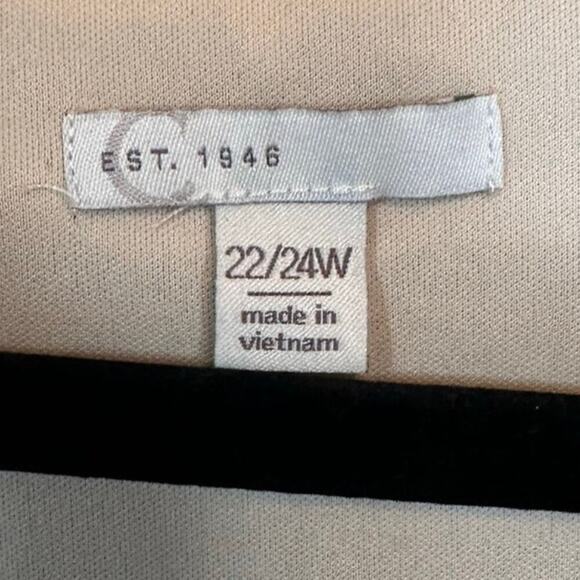 C
EST. 1946
22/24W
made in
vietnam